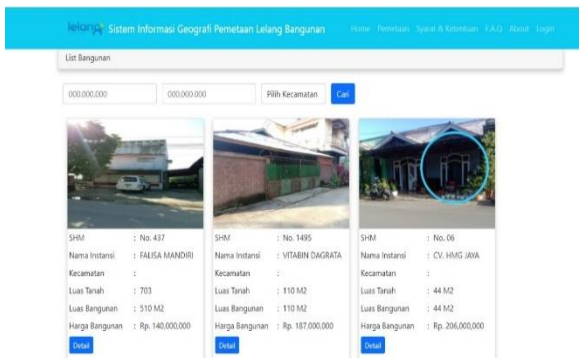 lelang Sistem Informasi Geografi Pemetaan Lelang Bangunan Home Pemetaan Syarat & Ketentuan F.A.Q About Login
List Bangunan
000.000.000 000.000.000 Pilih Kecamatan Cari
SHM : No. 437
Nama Instansi : FALISA MANDIRI
Kecamatan :
Luas Tanah : 703
Luas Bangunan : 510 M2
Harga Bangunan : Rp. 140,000,000
Detail
SHM : No. 1495
Nama Instansi : VITABIN DAGRATA
Kecamatan :
Luas Tanah : 110 M2
Luas Bangunan : 110 M2
Harga Bangunan : Rp. 187,000,000
Detail
SHM : No. 06
Nama Instansi : CV. HMG JAYA
Kecamatan :
Luas Tanah : 44 M2
Luas Bangunan : 44 M2
Harga Bangunan : Rp. 206,000,000
Detail